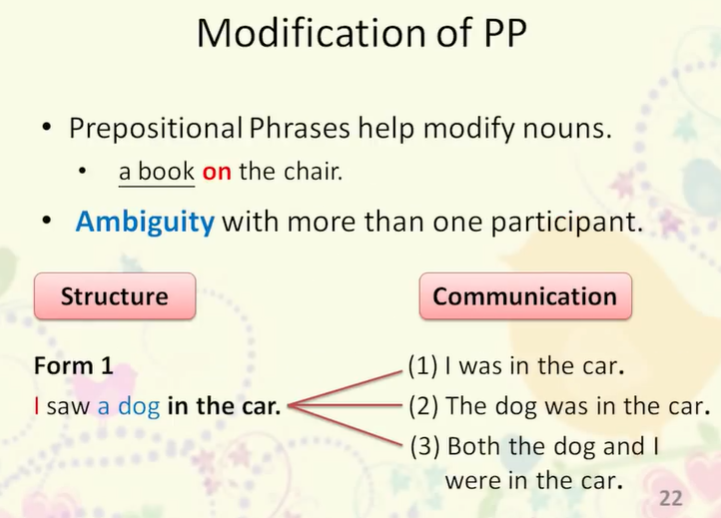 Modification of PP
• Prepositional Phrases help modify nouns.
• a book on the chair.
• Ambiguity with more than one participant.
Structure
Communication
Form 1
I saw a dog in the car.
(1) I was in the car.
(2) The dog was in the car.
(3) Both the dog and I
were in the car.
22